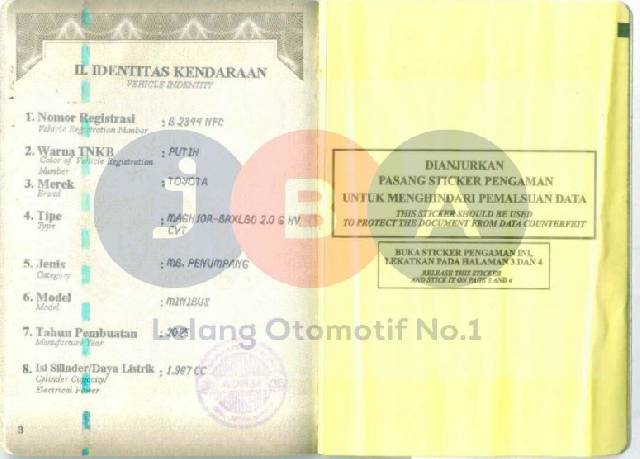 II. IDENTITAS KENDARAAN
VEHICLE INDENTITY
1. Nomor Registrasi : B 2399 NFC
Vehicle Registration Number
2. Warna TNKB : PUTIH
Color of Vehicle Registration
Number
3. Merek : TOYOTA
Brand
4. Tipe : MAGH10R-BRXLBD 2.0 G HV
Type CVT
5. Jenis : MB. PENUMPANG
Category
6. Model : MINIBUS
Model
7. Tahun Pembuatan : 2023
Manufacture Year
8. Isi Silinder/Daya Listrik : 1.987 CC
Cylinder Capacity/
Electrical Power
3
DIANJURKAN
PASANG STICKER PENGAMAN
UNTUK MENGHINDARI PEMALSUAN DATA
THIS STICKER SHOULD BE USED
TO PROTECT THE DOCUMENT FROM DATA COUNTERFEIT
BUKA STICKER PENGAMAN INI,
LEKATKAN PADA HALAMAN 3 DAN 4
RELEASE THIS STICKER
AND STICK IT ON PAGE 3 AND 4
iBA
Lelang Otomotif No.1